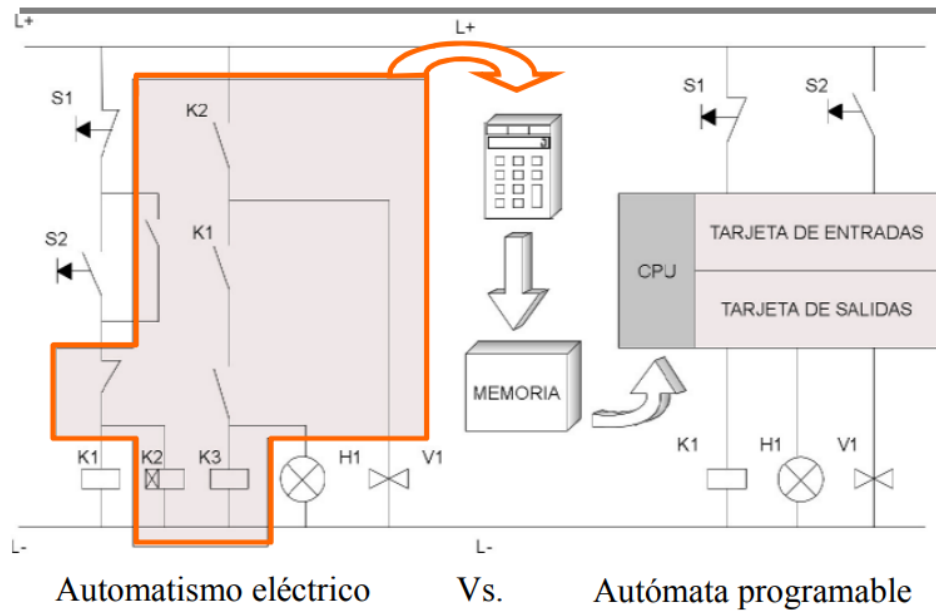 L+
L+
S1
K2
S1
S2
S2
K1
CPU
TARJETA DE ENTRADAS
TARJETA DE SALIDAS
MEMORIA
K1
K2
K3
H1
V1
K1
H1
V1
L-
L-
Automatismo eléctrico Vs. Autómata programable